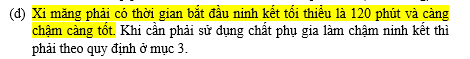 (d) Xi măng phải có thời gian bắt đầu ninh kết tối thiểu là 120 phút và càng
chậm càng tốt. Khi cần phải sử dụng chất phụ gia làm chậm ninh kết thì
phải theo quy định ở mục 3.